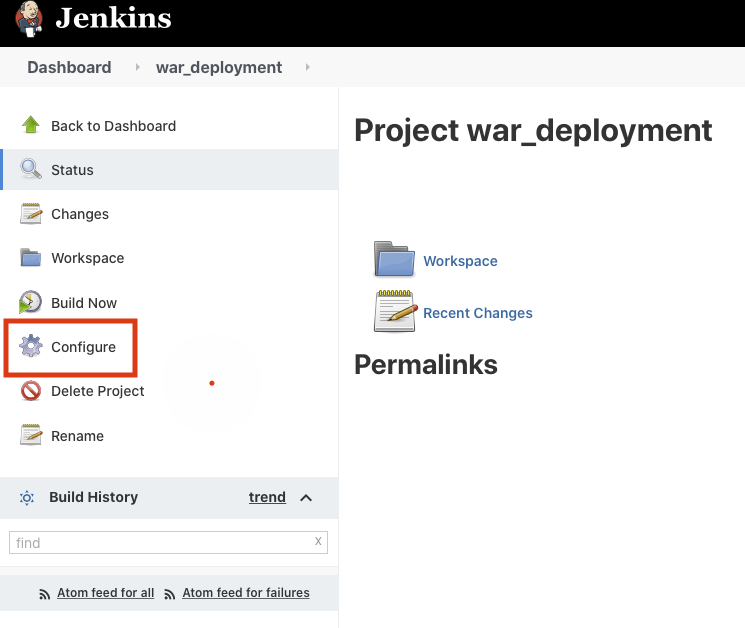 Jenkins
Dashboard war_deployment
Back to Dashboard
Status
Changes
Workspace
Build Now
Configure
Delete Project
Rename
Build History trend
find x
Atom feed for all Atom feed for failures
Project war_deployment
Workspace
Recent Changes
Permalinks